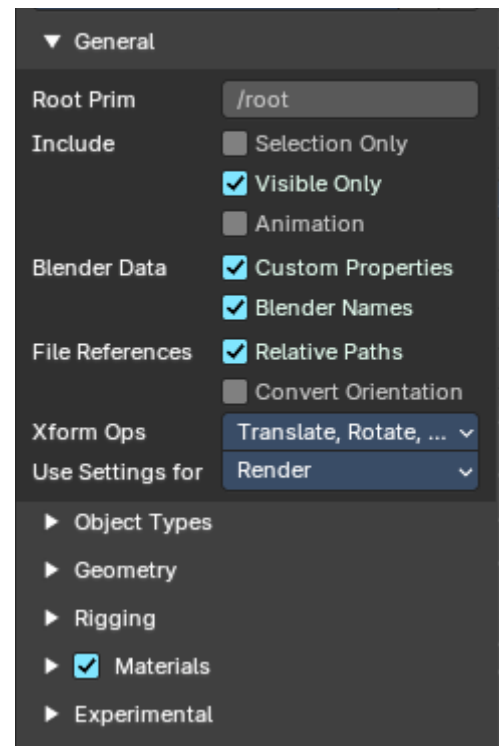 General
Root Prim /root
Include Selection Only
Visible Only
Animation
Blender Data Custom Properties
Blender Names
File References Relative Paths
Convert Orientation
Xform Ops Translate, Rotate, ...
Use Settings for Render
Object Types
Geometry
Rigging
Materials
Experimental